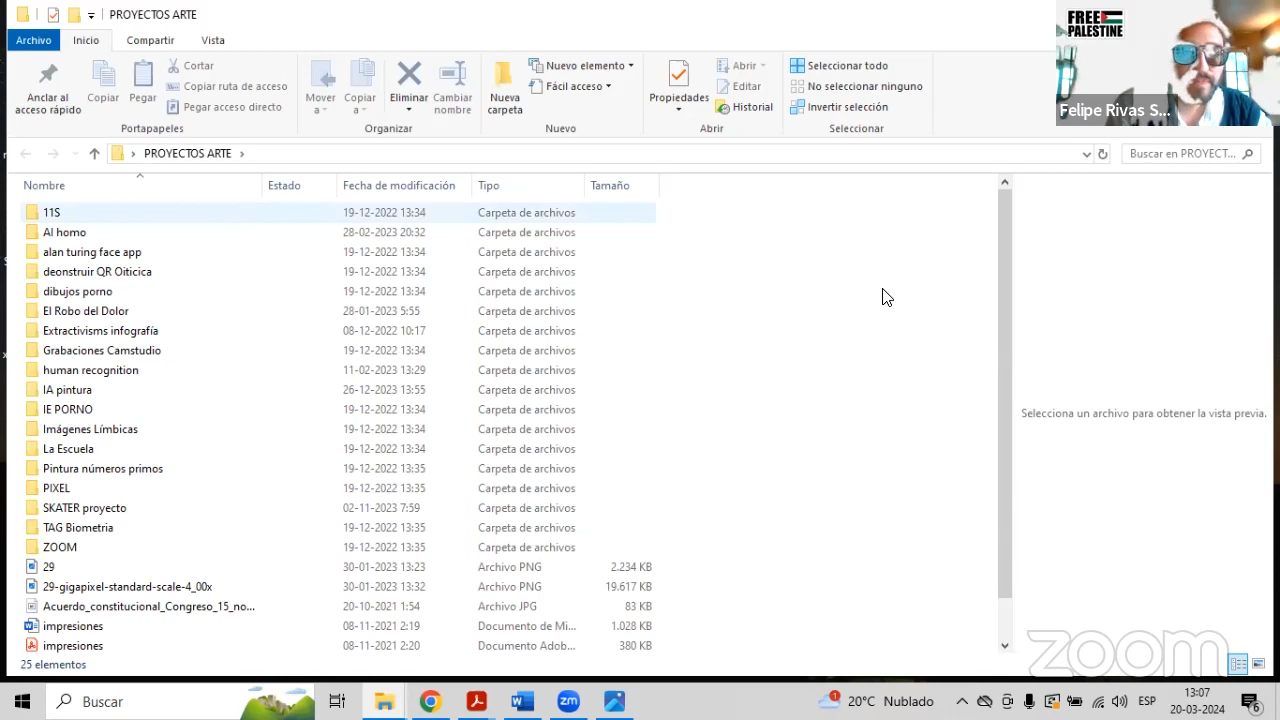 PROYECTOS ARTE
Archivo Inicio Compartir Vista
Anclar al acceso rápido
Copiar
Pegar
Cortar
Copiar ruta de acceso
Pegar acceso directo
Portapapeles
Mover a
Copiar a
Eliminar
Cambiar nombre
Organizar
Nueva carpeta
Nuevo elemento
Fácil acceso
Nuevo
Propiedades
Abrir
Editar
Historial
Abrir
Seleccionar todo
No seleccionar ninguno
Invertir selección
Seleccionar
FREE PALESTINE
Felipe Rivas S...
PROYECTOS ARTE
Buscar en PROYECT...
Nombre Estado Fecha de modificación Tipo Tamaño
11S 19-12-2022 13:34 Carpeta de archivos
AI homo 28-02-2023 20:32 Carpeta de archivos
alan turing face app 19-12-2022 13:34 Carpeta de archivos
deonstruir QR Oiticica 19-12-2022 13:34 Carpeta de archivos
dibujos porno 19-12-2022 13:34 Carpeta de archivos
El Robo del Dolor 28-01-2023 5:55 Carpeta de archivos
Extractivisms infografía 08-12-2022 10:17 Carpeta de archivos
Grabaciones Camstudio 19-12-2022 13:34 Carpeta de archivos
human recognition 11-02-2023 13:29 Carpeta de archivos
IA pintura 26-12-2023 13:55 Carpeta de archivos
IE PORNO 19-12-2022 13:34 Carpeta de archivos
Imágenes Límbicas 19-12-2022 13:34 Carpeta de archivos
La Escuela 19-12-2022 13:34 Carpeta de archivos
Pintura números primos 19-12-2022 13:35 Carpeta de archivos
PIXEL 19-12-2022 13:35 Carpeta de archivos
SKATER proyecto 02-11-2023 7:59 Carpeta de archivos
TAG Biometria 19-12-2022 13:35 Carpeta de archivos
ZOOM 19-12-2022 13:35 Carpeta de archivos
29 30-01-2023 13:23 Archivo PNG 2.234 KB
29-gigapixel-standard-scale-4_00x 30-01-2023 13:32 Archivo PNG 19.617 KB
Acuerdo_constitucional_Congreso_15_no... 20-10-2021 1:54 Archivo JPG 83 KB
impresiones 08-11-2021 2:19 Documento de Mi... 1.028 KB
impresiones 08-11-2021 2:20 Documento Adob... 380 KB
Selecciona un archivo para obtener la vista previa.
25 elementos
zoom
Buscar
zm
1
20°C Nublado
ESP
13:07
20-03-2024
6